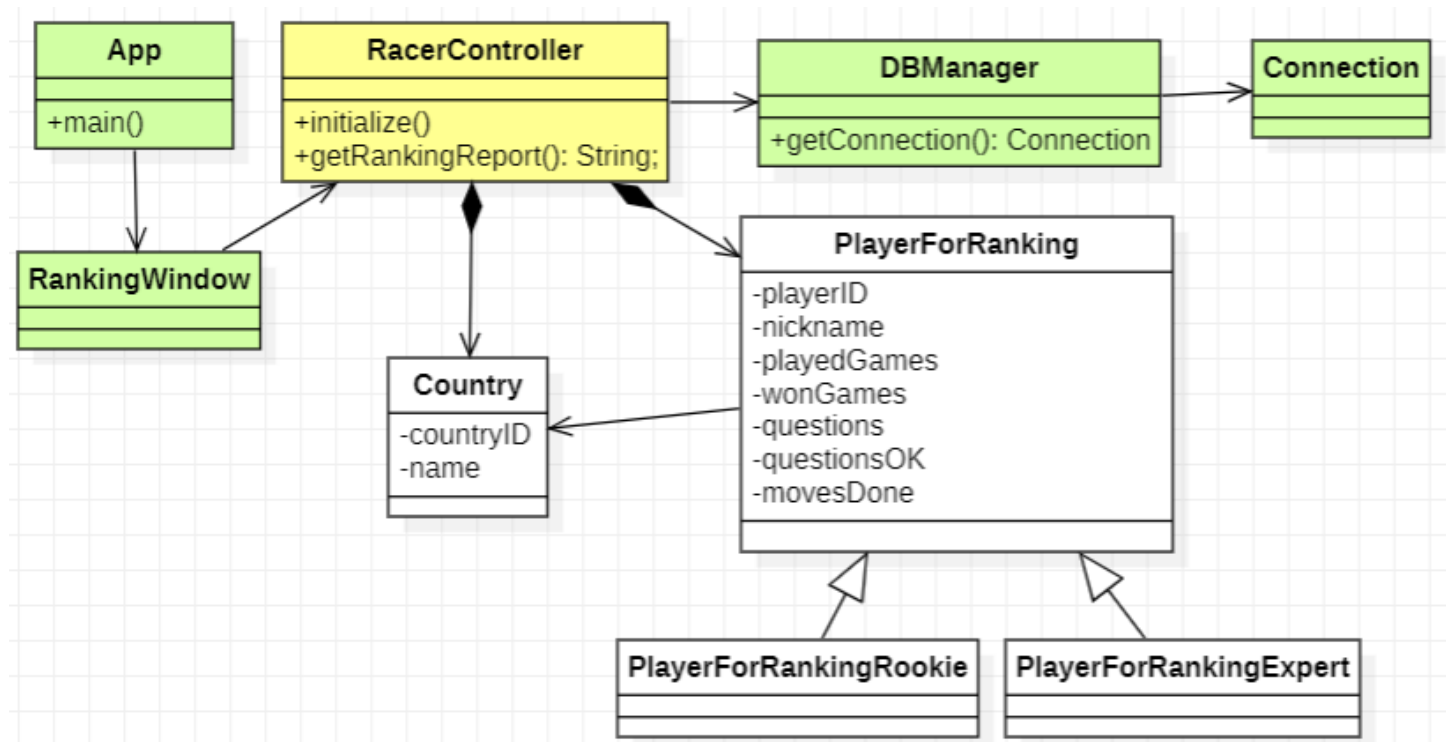 App
+main()
RacerController
+initialize()
+getRankingReport(): String;
DBManager
+getConnection(): Connection
Connection
RankingWindow
Country
-countryID
-name
PlayerForRanking
-playerID
-nickname
-playedGames
-wonGames
-questions
-questionsOK
-movesDone
PlayerForRankingRookie
PlayerForRankingExpert